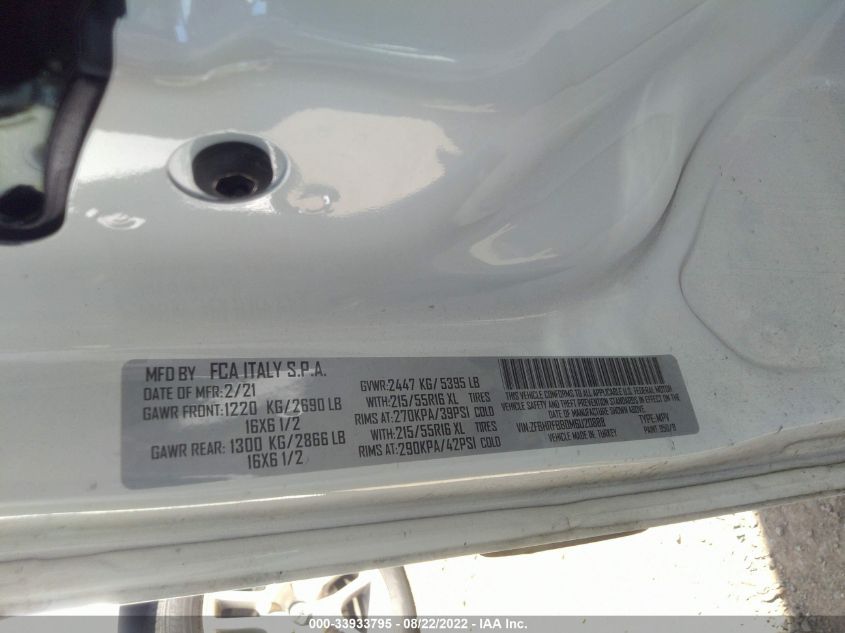 MFD BY FCA ITALY S.P.A.
DATE OF MFR:2/21
GAWR FRONT:1220 KG/2690 LB
16X6 1/2
GAWR REAR: 1300 KG/2866 LB
16X6 1/2
GVWR:2447 KG/ 5395 LB
WITH:215/55R16 XL TIRES
RIMS AT:270KPA/39PSI COLD
WITH:215/55R16 XL TIRES
RIMS AT:290KPA/42PSI COLD
THIS VEHICLE CONFORMS TO ALL APPLICABLE U.S. FEDERAL MOTOR
VEHICLE SAFETY AND THEFT PREVENTION STANDARDS IN EFFECT ON THE
DATE OF MANUFACTURE SHOWN ABOVE.
TYPE:MPV
MADE IN: TURKEY
000-33933795 - 08/22/2022 - IAA Inc.